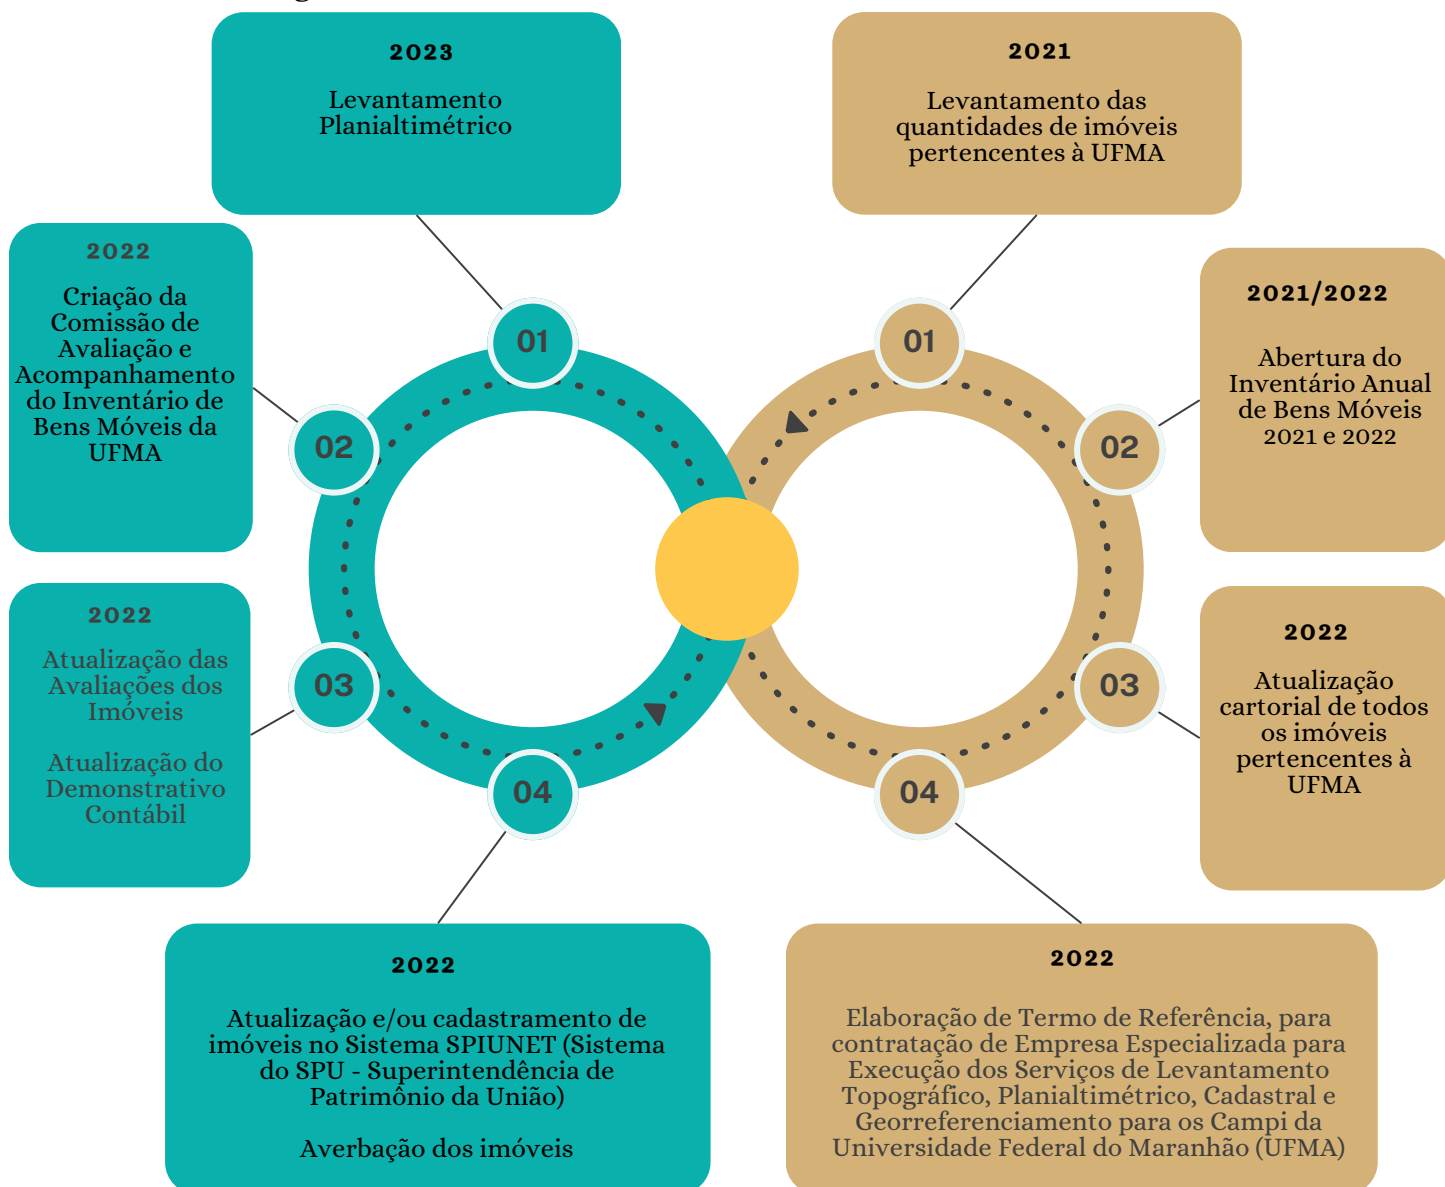 g
2023
Levantamento
Planialtimétrico
2021
Levantamento das
quantidades de imóveis
pertencentes à UFMA
2022
Criação da
Comissão de
Avaliação e
Acompanhamento
do Inventário de
Bens Móveis da
UFMA
2021/2022
Abertura do
Inventário Anual
de Bens Móveis
2021 e 2022
01
02
03
04
01
02
03
04
2022
Atualização das
Avaliações dos
Imóveis
Atualização do
Demonstrativo
Contábil
2022
Atualização
cartorial de todos
os imóveis
pertencentes à
UFMA
2022
Atualização e/ou cadastramento de
imóveis no Sistema SPIUNET (Sistema
do SPU - Superintendência de
Patrimônio da União)
Averbação dos imóveis
2022
Elaboração de Termo de Referência, para
contratação de Empresa Especializada para
Execução dos Serviços de Levantamento
Topográfico, Planialtimétrico, Cadastral e
Georreferenciamento para os Campi da
Universidade Federal do Maranhão (UFMA)